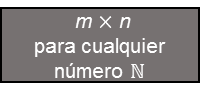 m × n
para cualquier
número ℕ